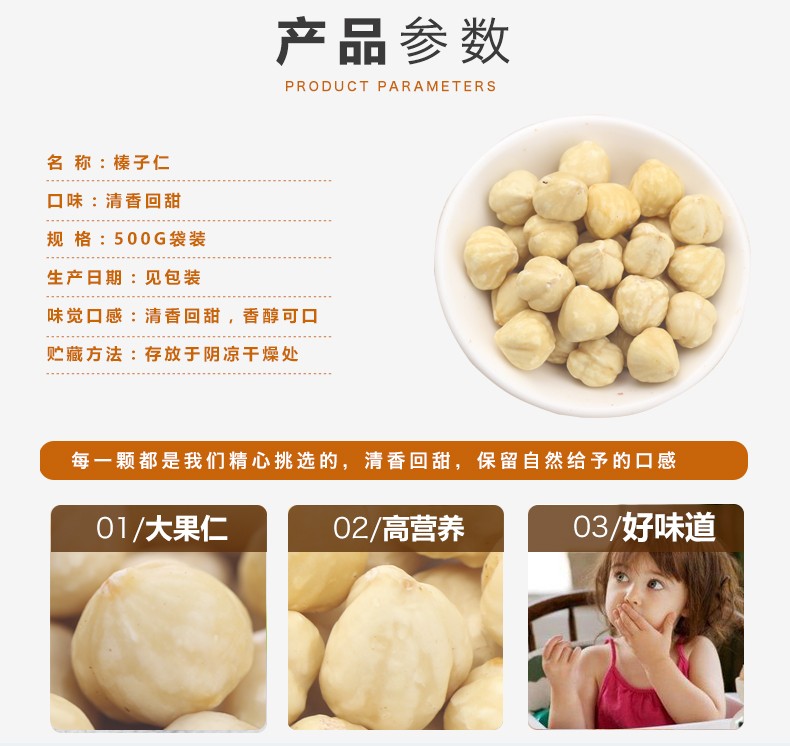 产品参数
PRODUCT PARAMETERS
名 称：榛子仁
口味：清香回甜
规 格：500G袋装
生产日期：见包装
味觉口感：清香回甜，香醇可口
贮藏方法：存放于阴凉干燥处
每一颗都是我们精心挑选的，清香回甜，保留自然给予的口感
01/大果仁
02/高营养
03/好味道